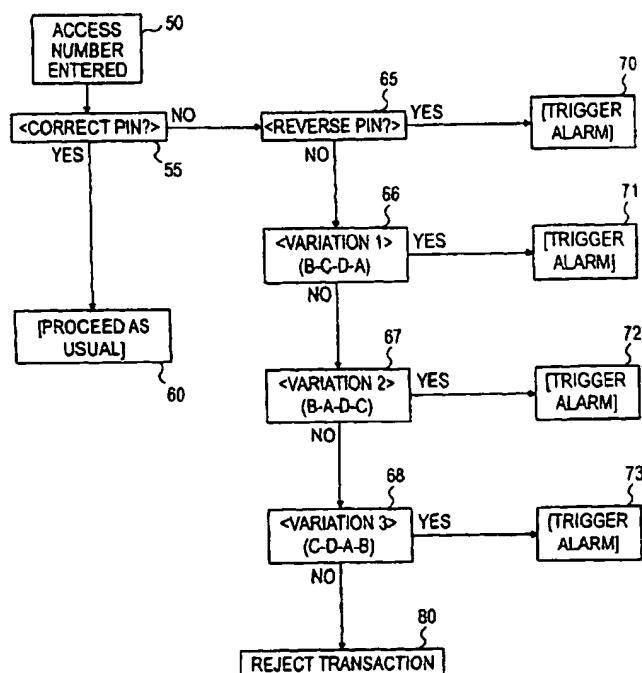 50
ACCESS
NUMBER
ENTERED
<CORRECT PIN?>
55
NO
YES
65
<REVERSE PIN?>
YES
NO
70
[TRIGGER
ALARM]
66
<VARIATION 1>
(B-C-D-A)
YES
NO
71
[TRIGGER
ALARM]
[PROCEED AS
USUAL]
60
67
<VARIATION 2>
(B-A-D-C)
YES
NO
72
[TRIGGER
ALARM]
68
<VARIATION 3>
(C-D-A-B)
YES
NO
73
[TRIGGER
ALARM]
80
REJECT TRANSACTION